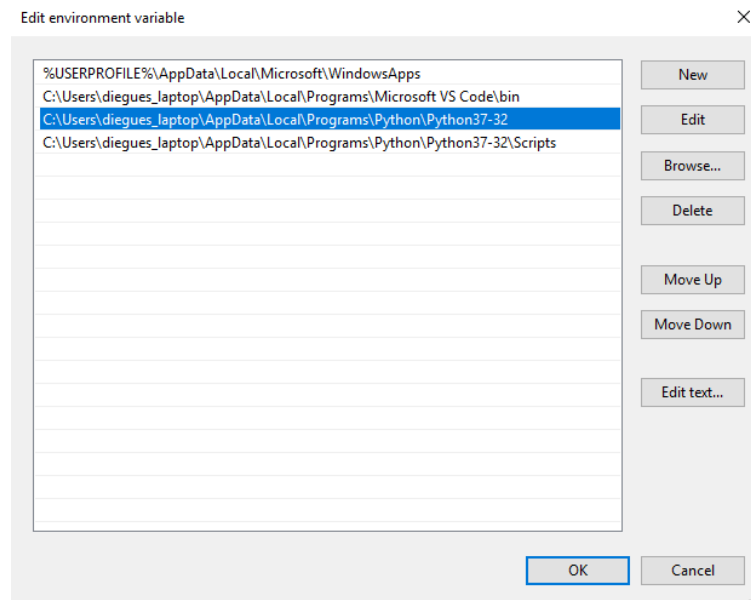 Edit environment variable
%USERPROFILE%\AppData\Local\Microsoft\WindowsApps
C:\Users\diegues_laptop\AppData\Local\Programs\Microsoft VS Code\bin
C:\Users\diegues_laptop\AppData\Local\Programs\Python\Python37-32
C:\Users\diegues_laptop\AppData\Local\Programs\Python\Python37-32\Scripts
New
Edit
Browse...
Delete
Move Up
Move Down
Edit text...
OK
Cancel